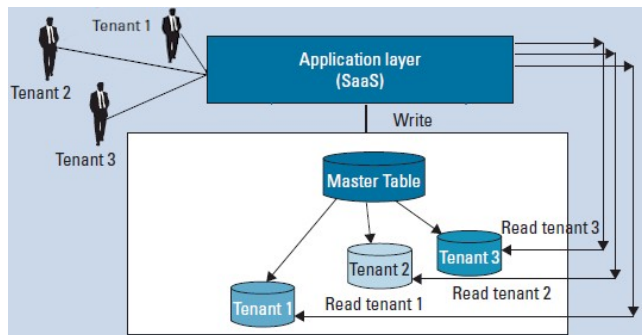 Tenant 1
Tenant 2
Tenant 3
Application layer
(SaaS)
Write
Master Table
Read tenant 3
Tenant 3
Tenant 2
Read tenant 2
Tenant 1
Read tenant 1